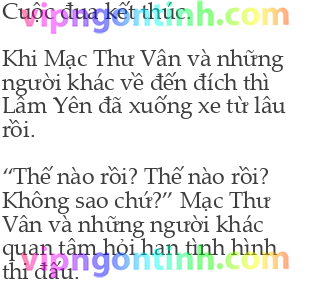 Cuộc đua kết thúc.
vipngontinh.com
Khi Mạc Thư Vân và những
người khác về đến đích thì
Lâm Yên đã xuống xe từ lâu
rồi.
“Thế nào rồi? Thế nào rồi?
Không sao chứ?” Mạc Thư
Vân và những người khác
quan tâm hỏi han tình hình
vipngontinh.com
thi đấu.